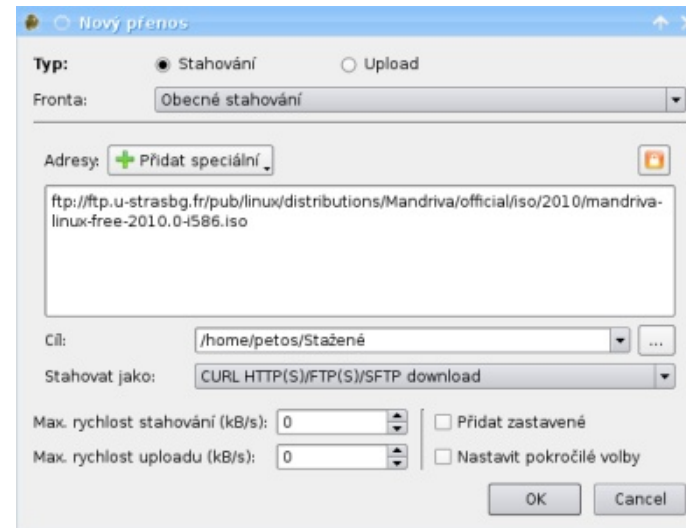 Nový přenos
Typ: Stahování Upload
Fronta: Obecné stahování
Adresy: Přidat speciální
ftp://ftp.u-strasbg.fr/pub/linux/distributions/Mandriva/official/iso/2010/mandriva-
linux-free-2010.0-i586.iso
Cíl: /home/petos/Stažené ...
Stahovat jako: CURL HTTP(S)/FTP(S)/SFTP download
Max. rychlost stahování (kB/s): 0 Přidat zastavené
Max. rychlost uploadu (kB/s): 0 Nastavit pokročilé volby
OK Cancel